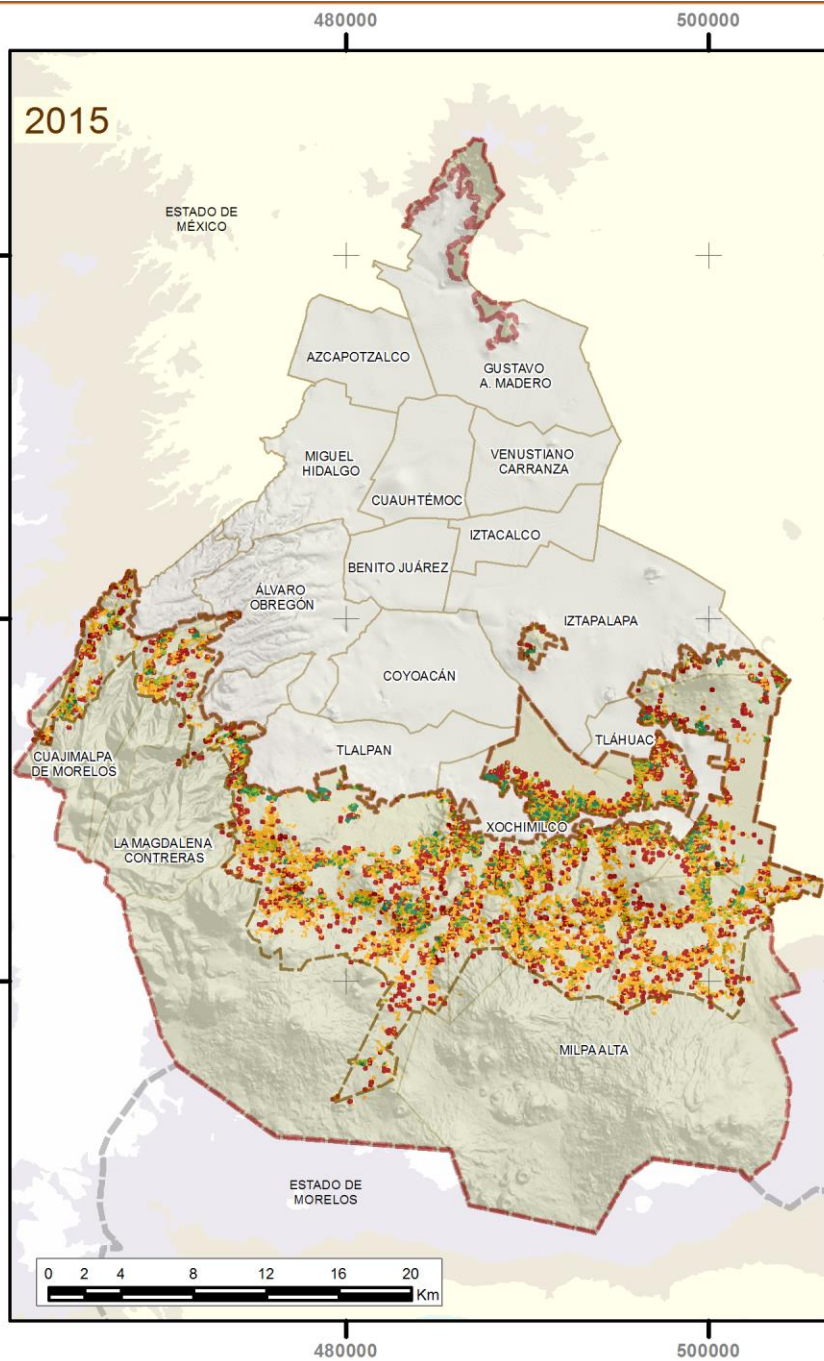 480000 500000
2015
ESTADO DE
MÉXICO
AZCAPOTZALCO
GUSTAVO
A. MADERO
MIGUEL
HIDALGO
VENUSTIANO
CARRANZA
CUAUHTÉMOC
IZTACALCO
BENITO JUÁREZ
ÁLVARO
OBREGÓN
IZTAPALAPA
COYOACÁN
TLÁHUAC
TLALPAN
CUAJIMALPA
DE MORELOS
XOCHIMILCO
LA MAGDALENA
CONTRERAS
MILPA ALTA
ESTADO DE
MORELOS
0 2 4 8 12 16 20
Km
480000 500000